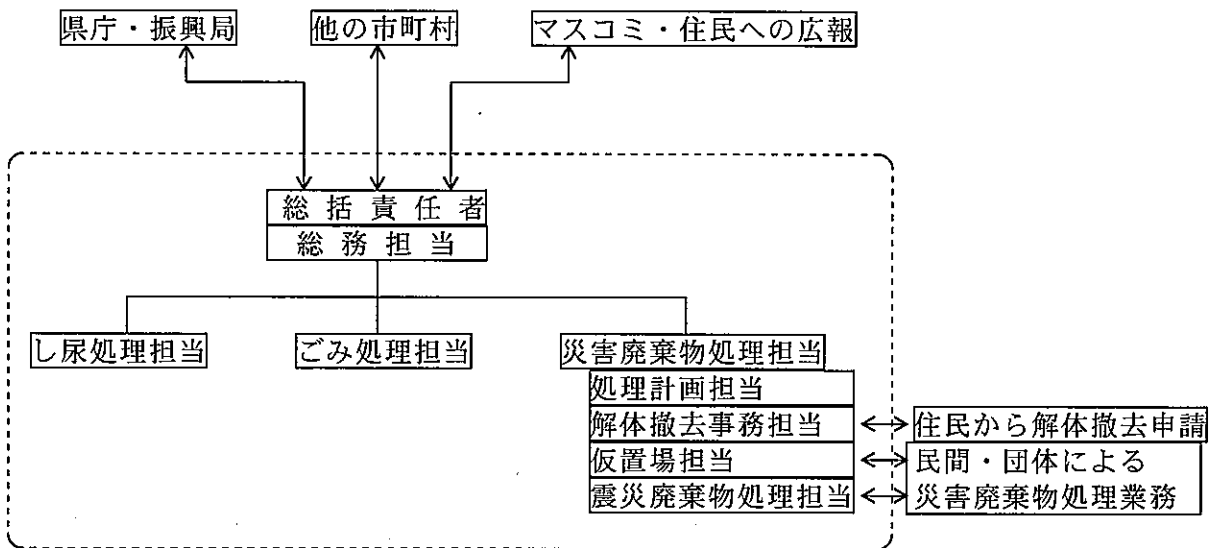 県庁・振興局
他の市町村
マスコミ・住民への広報
総括責任者
総務担当
し尿処理担当
ごみ処理担当
災害廃棄物処理担当
処理計画担当
解体撤去事務担当
住民から解体撤去申請
仮置場担当
民間・団体による
震災廃棄物処理担当
災害廃棄物処理業務